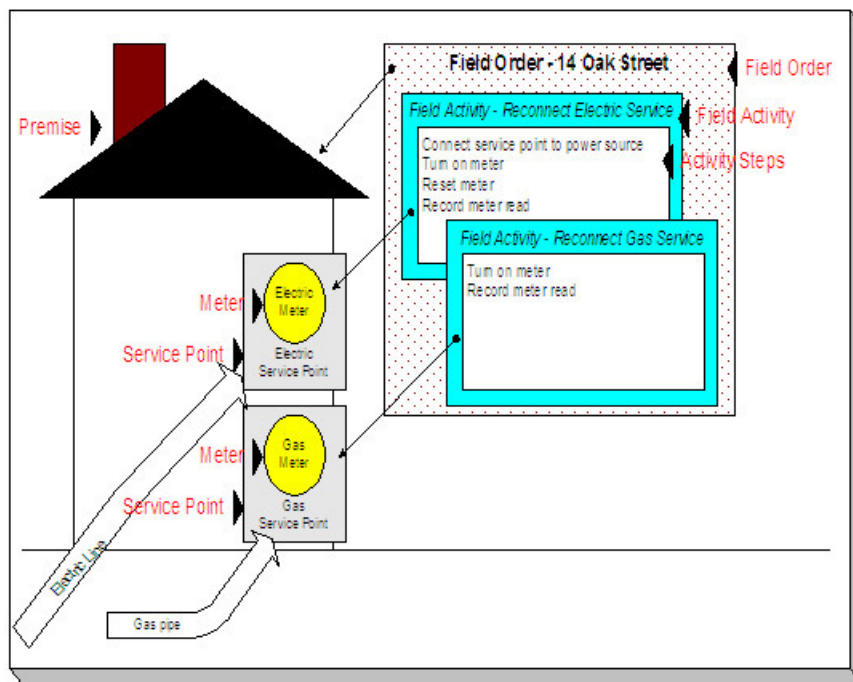 Field Order - 14 Oak Street
Field Order
Premise
Field Activity - Reconnect Electric Service
Field Activity
Connect service point to power source
Turn on meter
Reset meter
Record meter read
Activity Steps
Field Activity - Reconnect Gas Service
Turn on meter
Record meter read
Meter
Electric
Meter
Service Point
Electric
Service Point
Meter
Gas
Meter
Service Point
Gas
Service Point
Electric Line
Gas pipe